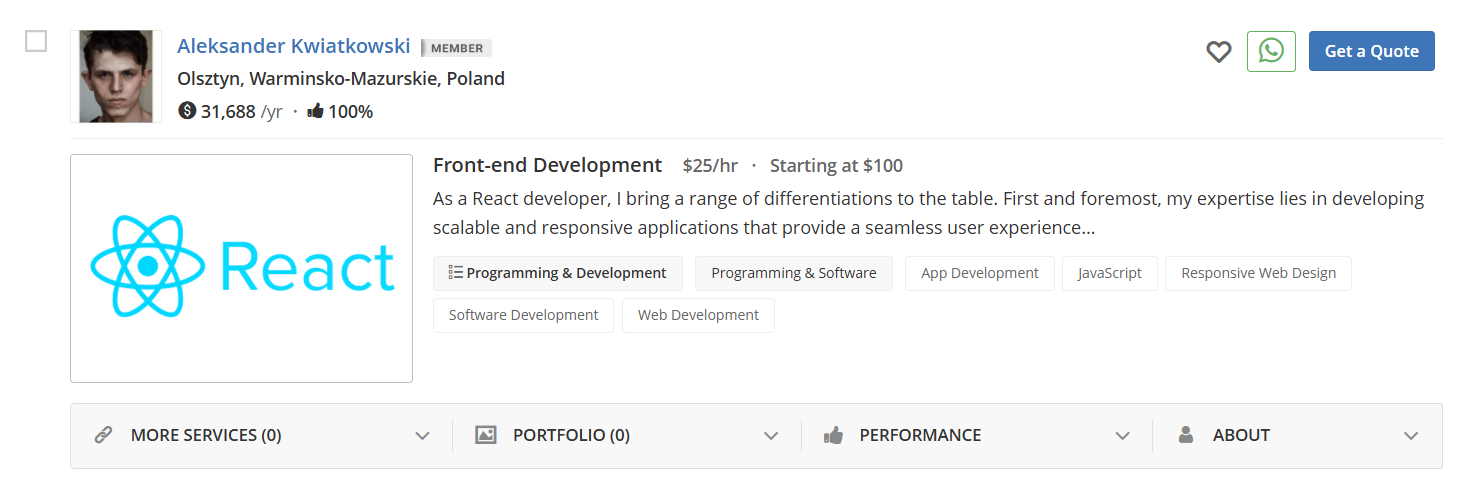 Aleksander Kwiatkowski MEMBER
Get a Quote
Olsztyn, Warminsko-Mazurskie, Poland
$ 31,688 /yr · 100%
React
Front-end Development $25/hr · Starting at $100
As a React developer, I bring a range of differentiations to the table. First and foremost, my expertise lies in developing
scalable and responsive applications that provide a seamless user experience...
Programming & Development Programming & Software App Development JavaScript Responsive Web Design
Software Development Web Development
MORE SERVICES (0) PORTFOLIO (0) PERFORMANCE ABOUT